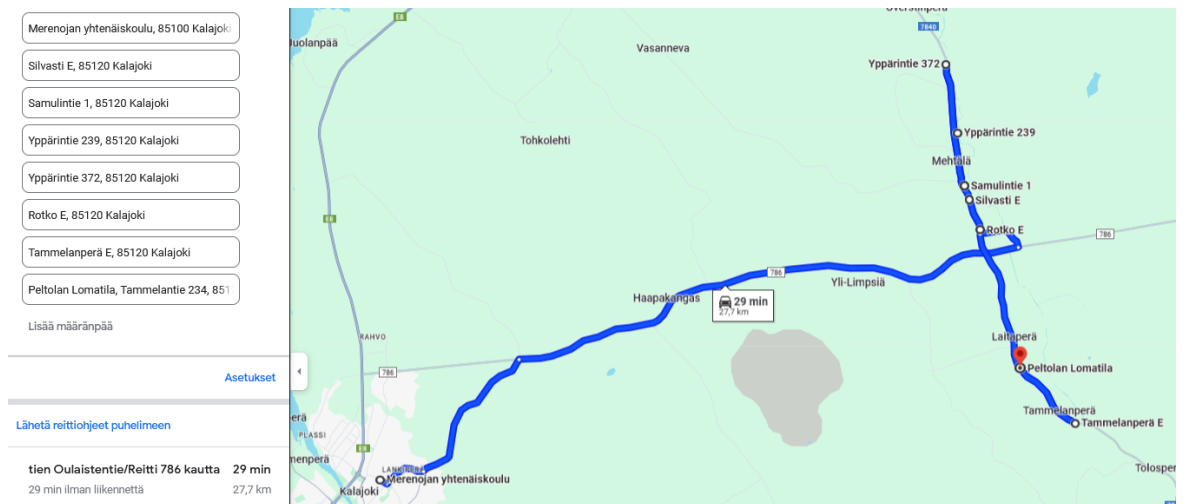 Merenojan yhtenäiskoulu, 85100 Kalajoki
Silvasti E, 85120 Kalajoki
Samulintie 1, 85120 Kalajoki
Yppärintie 239, 85120 Kalajoki
Yppärintie 372, 85120 Kalajoki
Rotko E, 85120 Kalajoki
Tammelanperä E, 85120 Kalajoki
Peltolan Lomatila, Tammelantie 234, 851
Lisää määränpää
Asetukset
Lähetä reittiohjeet puhelimeen
tien Oulaistentie/Reitti 786 kautta 29 min
29 min ilman liikennettä 27,7 km
E8
7840
Juolanpää
Vasanneva
Yppärintie 372
Tohkolehti
Yppärintie 239
Mehtälä
Samulintie 1
Silvasti E
E8
Rotko E
786
786
Yli-Limpsiä
Haapakangas
29 min
27,7 km
RAHVO
Laitaperä
786
Peltolan Lomatila
Tammelanperä
Tammelanperä E
PLASSI
Merenojan yhtenäiskoulu
Kalajoki
E8